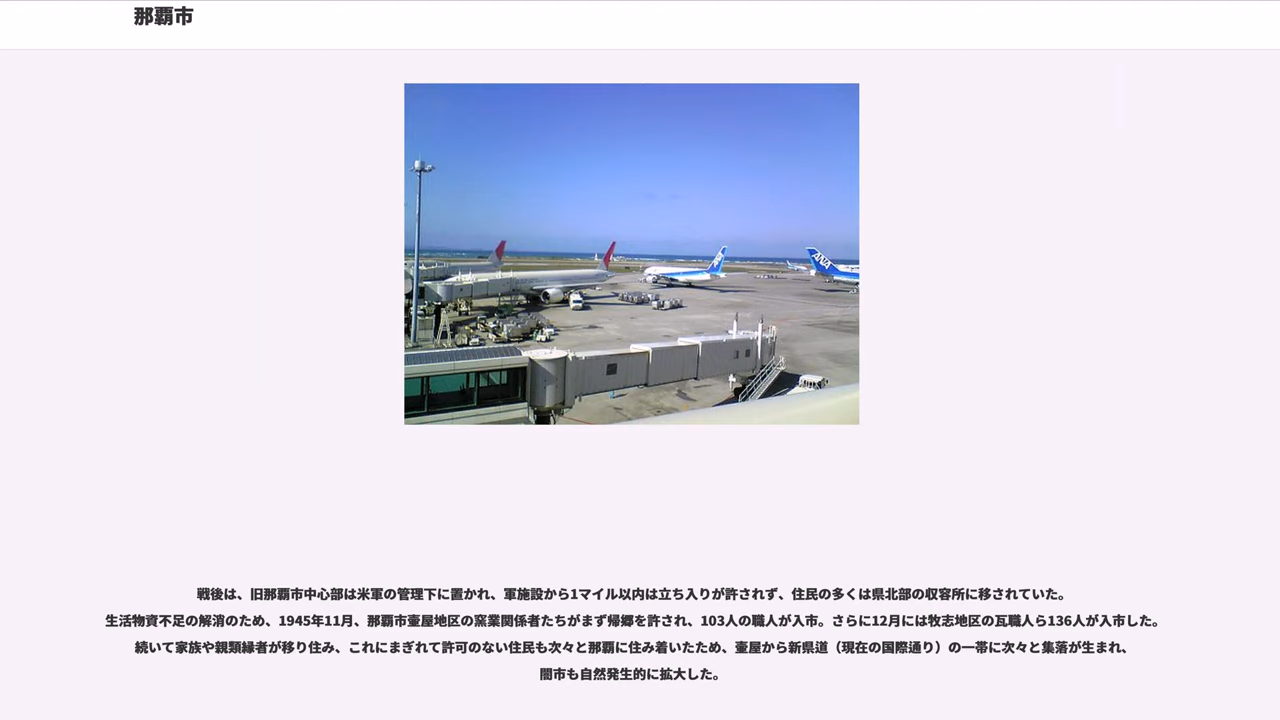 那覇市
ANA
戦後は、旧那覇市中心部は米軍の管理下に置かれ、軍施設から1マイル以内は立ち入りが許されず、住民の多くは県北部の収容所に移されていた。
生活物資不足の解消のため、1945年11月、那覇市壷屋地区の窯業関係者たちがまず帰郷を許され、103人の職人が入市。さらに12月には牧志地区の瓦職人ら136人が入市した。
続いて家族や親類縁者が移り住み、これにまぎれて許可のない住民も次々と那覇に住み着いたため、壷屋から新県道（現在の国際通り）の一帯に次々と集落が生まれ、
闇市も自然発生的に拡大した。